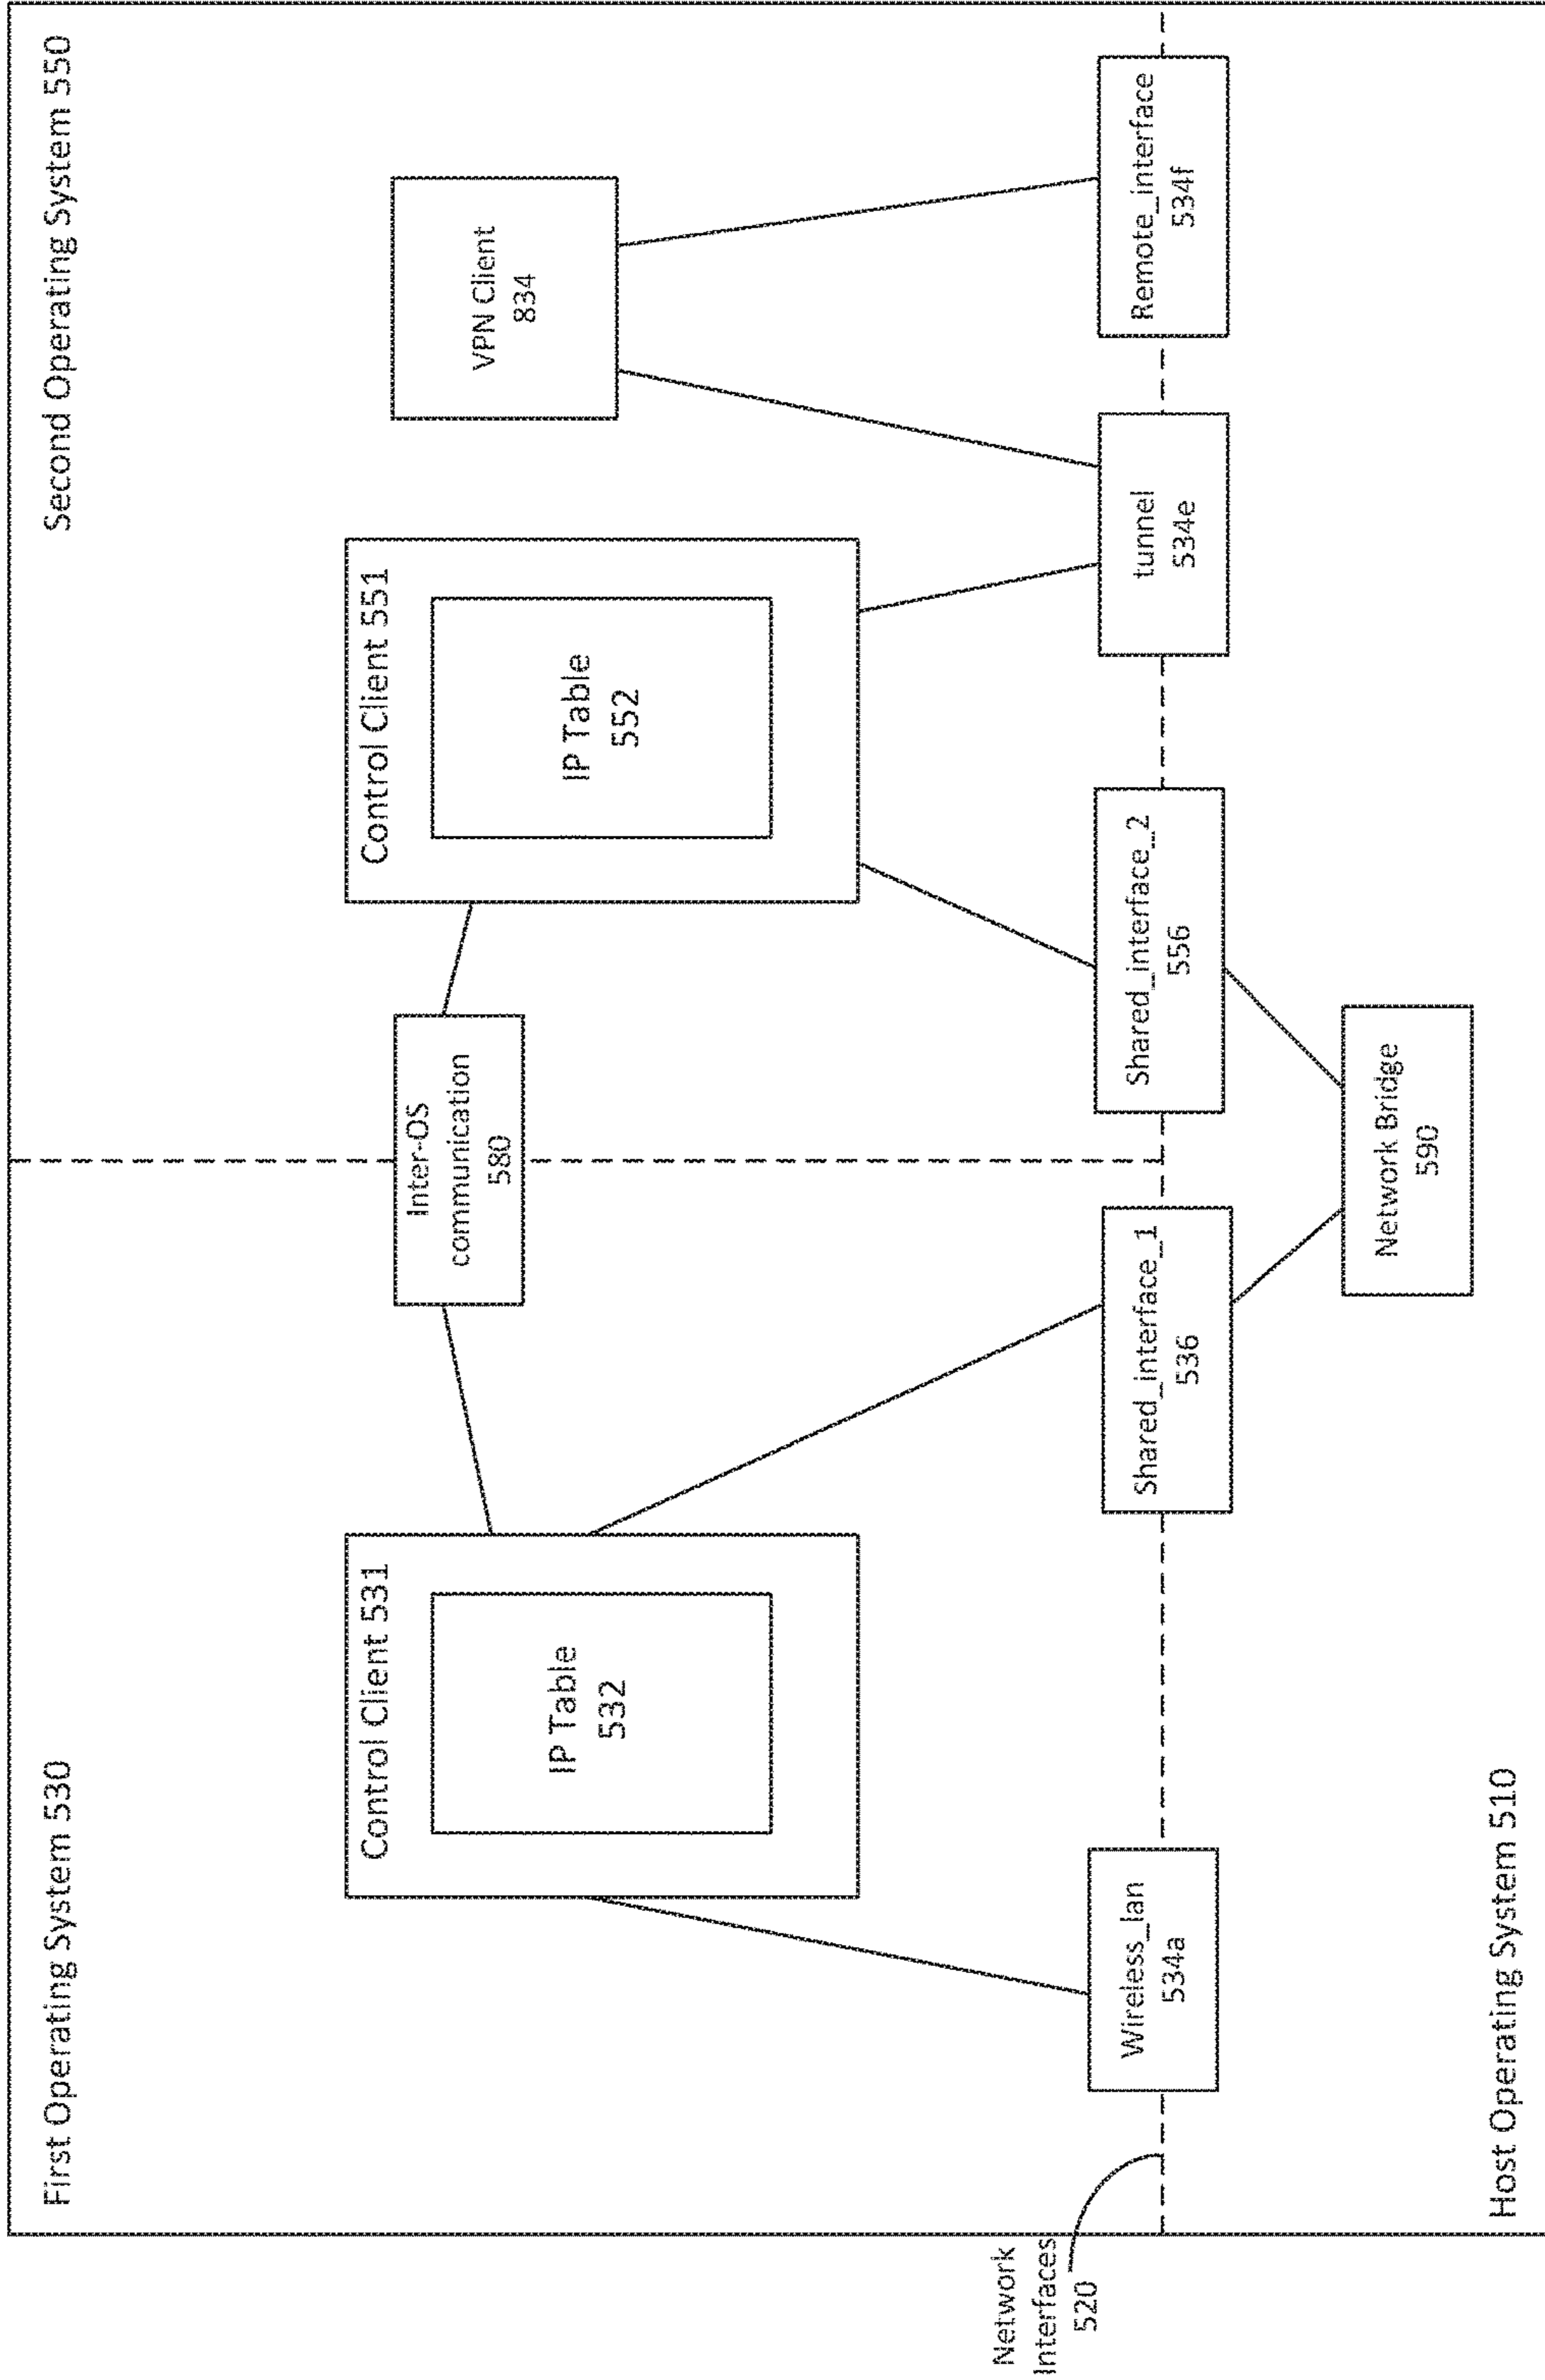 First Operating System 530
Second Operating System 550
Control Client 531
IP Table
532
Inter-OS
communication
580
Control Client 551
IP Table
552
VPN Client
834
Network
Interfaces
520
Wireless_lan
534a
Shared_interface_1
536
Shared_interface_2
556
tunnel
534e
Remote_interface
534f
Network Bridge
590
Host Operating System 510